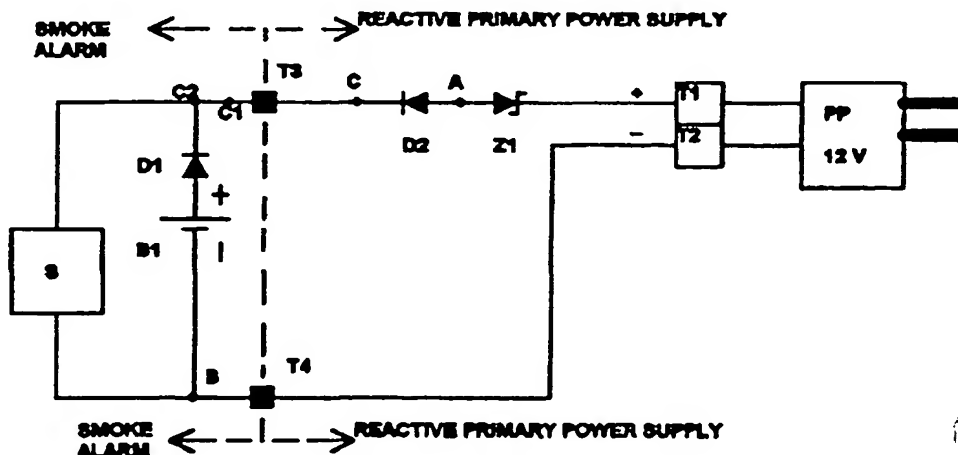 SMOKE ALARM
REACTIVE PRIMARY POWER SUPPLY
T3
C2
C1
C
A
+
T1
PP
12 V
D2
Z1
−
T2
D1
+
B1
−
S
B
T4
SMOKE ALARM
REACTIVE PRIMARY POWER SUPPLY